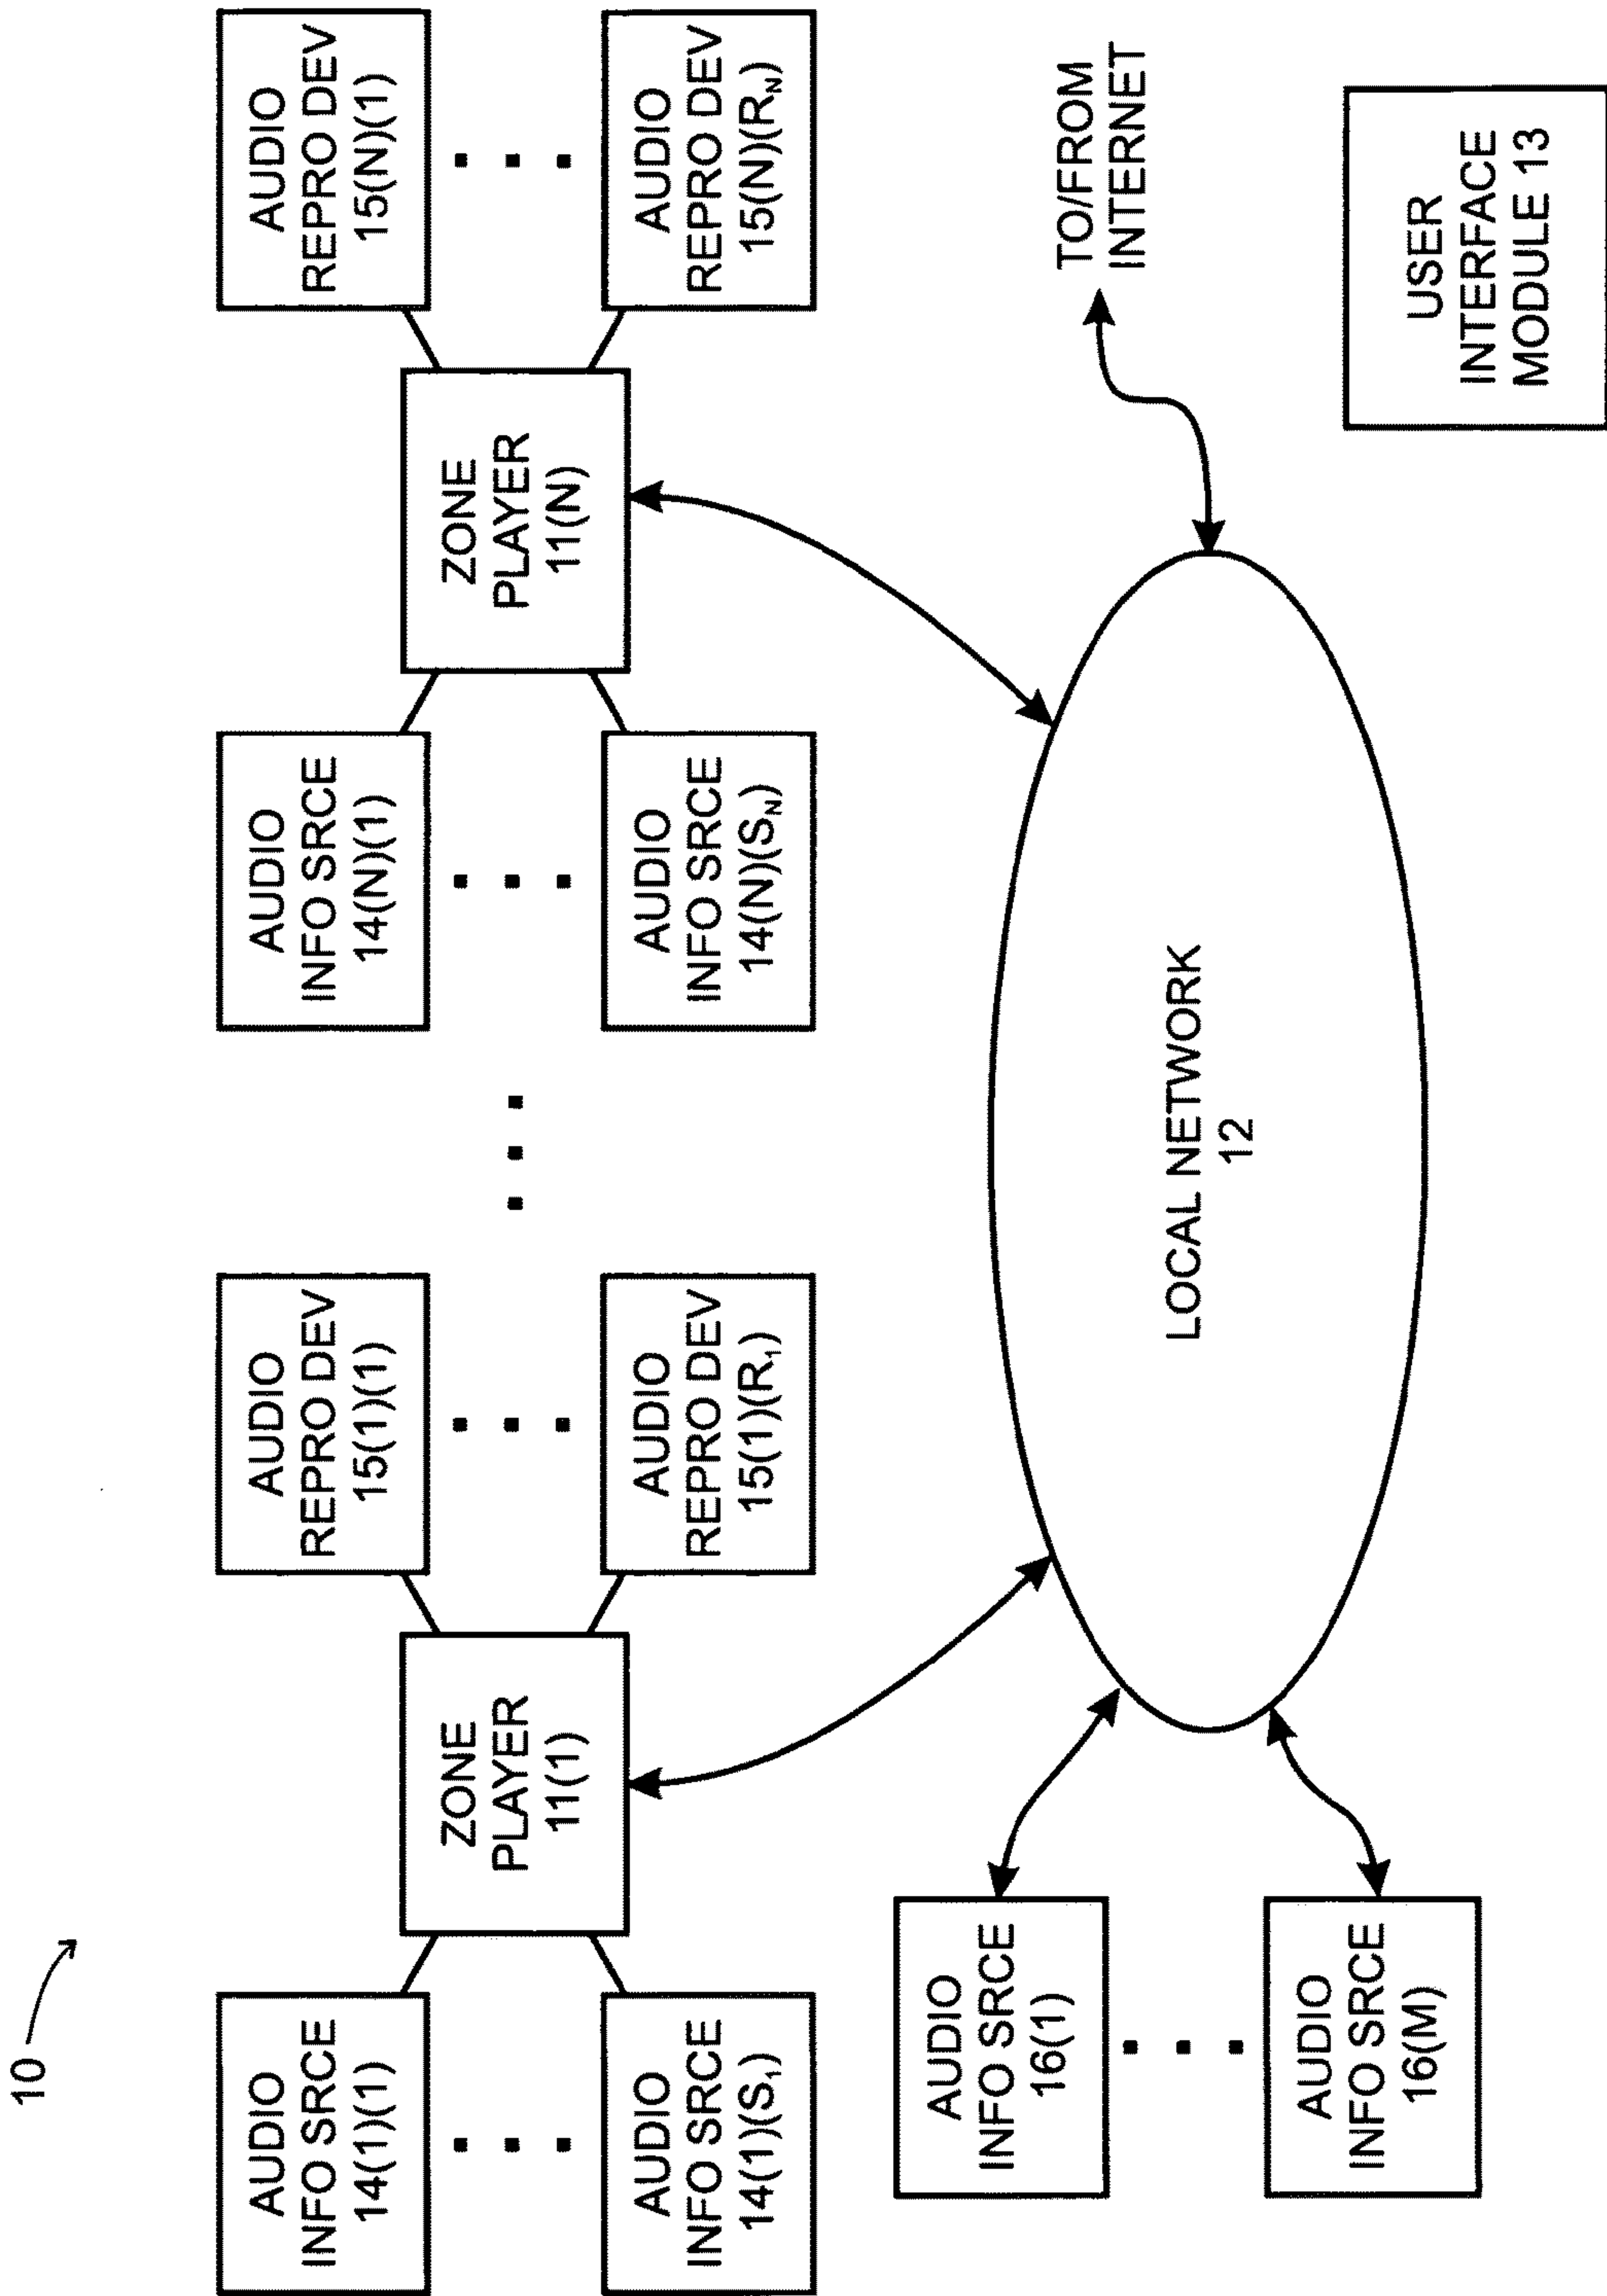 10
AUDIO
INFO SRCE
14(1)(1)
AUDIO
INFO SRCE
14(1)(S₁)
ZONE
PLAYER
11(1)
AUDIO
REPRO DEV
15(1)(1)
AUDIO
REPRO DEV
15(1)(R₁)
AUDIO
INFO SRCE
14(N)(1)
AUDIO
INFO SRCE
14(N)(S_N)
ZONE
PLAYER
11(N)
AUDIO
REPRO DEV
15(N)(1)
AUDIO
REPRO DEV
15(N)(R_N)
AUDIO
INFO SRCE
16(1)
AUDIO
INFO SRCE
16(M)
LOCAL NETWORK
12
TO/FROM
INTERNET
USER
INTERFACE
MODULE 13